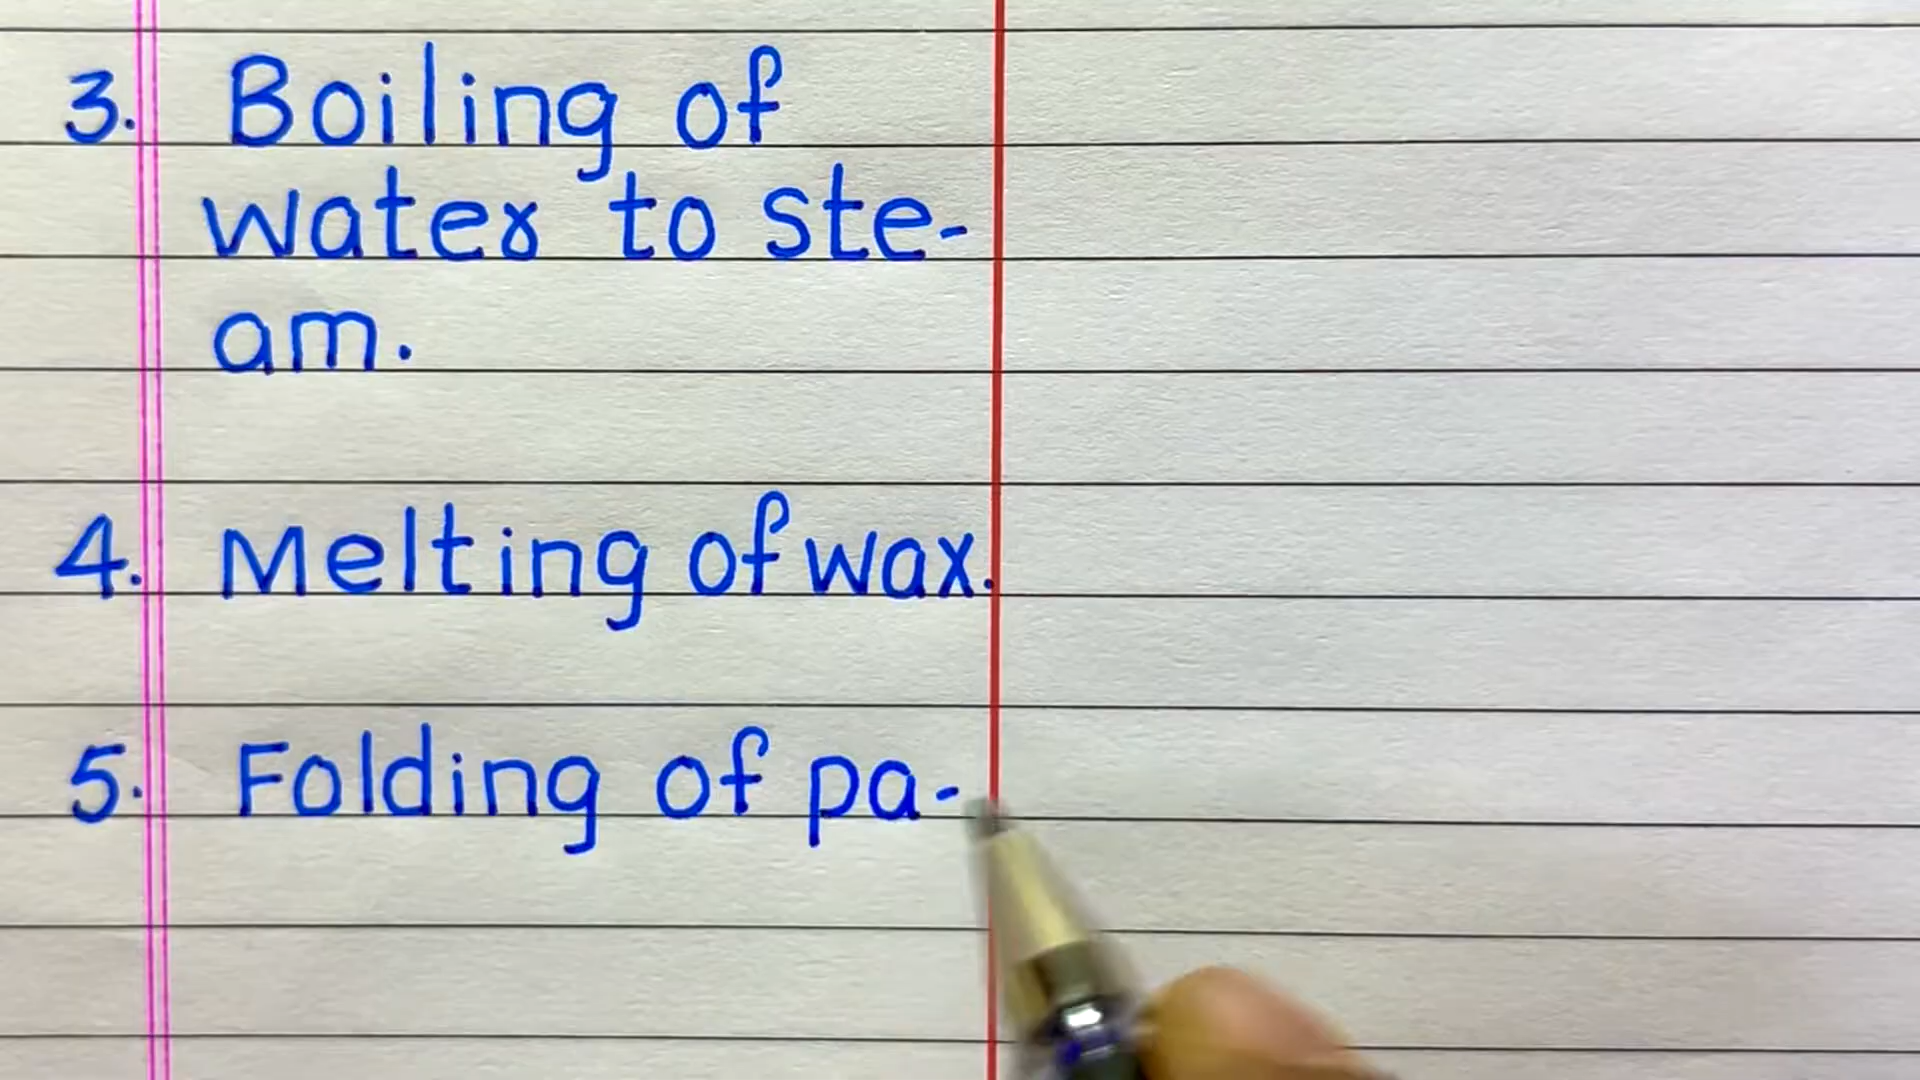 3. Boiling of
water to ste-
am.
4. Melting of wax.
5. Folding of pa-